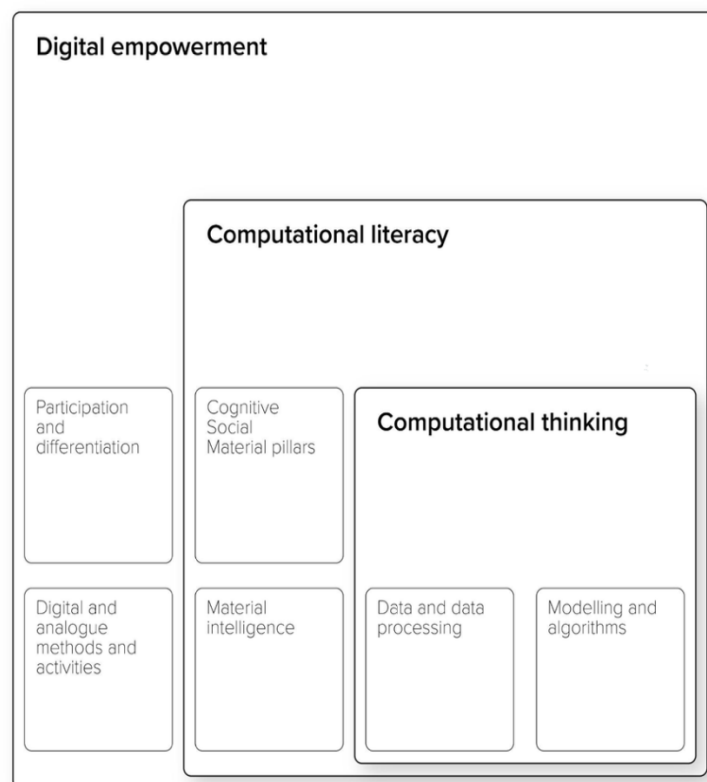 Digital empowerment
Computational literacy
Participation
and
differentiation
Cognitive
Social
Material pillars
Computational thinking
Digital and
analogue
methods and
activities
Material
intelligence
Data and data
processing
Modelling and
algorithms